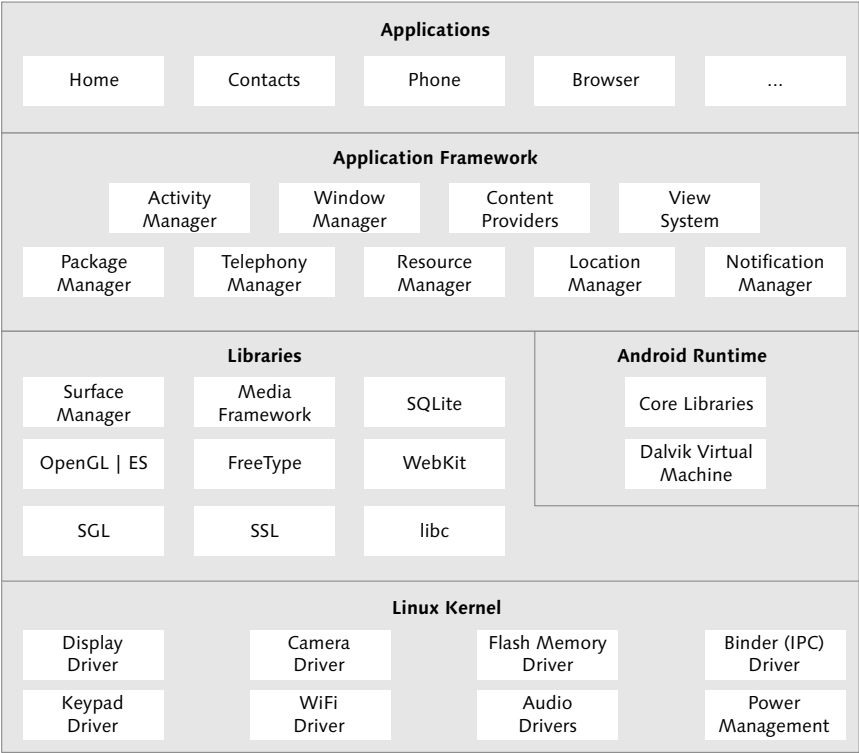 Applications
Home
Contacts
Phone
Browser
...
Application Framework
Activity
Manager
Window
Manager
Content
Providers
View
System
Package
Manager
Telephony
Manager
Resource
Manager
Location
Manager
Notification
Manager
Libraries
Surface
Manager
Media
Framework
SQLite
OpenGL | ES
FreeType
WebKit
SGL
SSL
libc
Android Runtime
Core Libraries
Dalvik Virtual
Machine
Linux Kernel
Display
Driver
Camera
Driver
Flash Memory
Driver
Binder (IPC)
Driver
Keypad
Driver
WiFi
Driver
Audio
Drivers
Power
Management